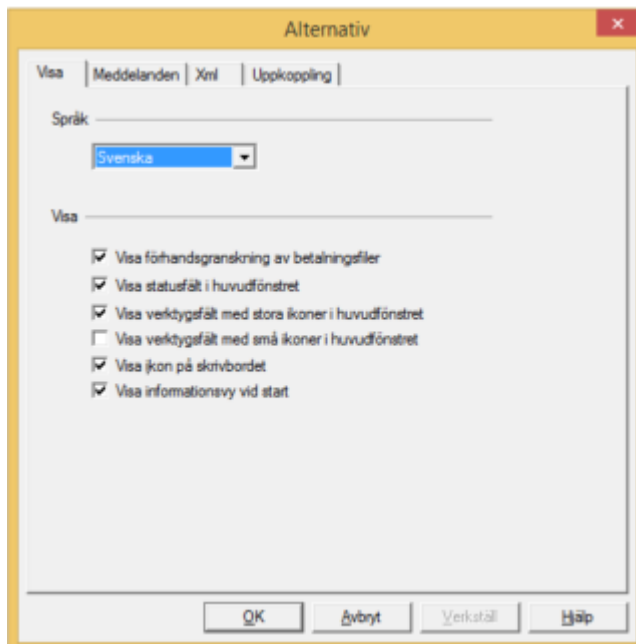 Alternativ
Visa Meddelanden Xml Uppkoppling
Språk
Svenska
Visa
Visa förhandsgranskning av betalningsfiler
Visa statusfält i huvudfönstret
Visa verktygsfält med stora ikoner i huvudfönstret
Visa verktygsfält med små ikoner i huvudfönstret
Visa ikon på skrivbordet
Visa informationsvy vid start
OK Avbryt Verkställ Hjälp